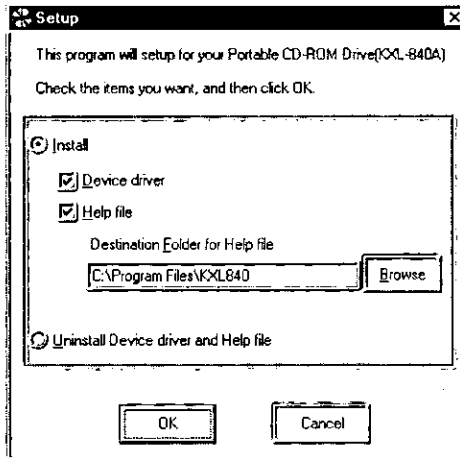 Setup
This program will setup for your Portable CD-ROM Drive(KXL-840A)
Check the items you want, and then click OK.
Install
Device driver
Help file
Destination Folder for Help file
C:\Program Files\KXL840
Browse
Uninstall Device driver and Help file
OK
Cancel